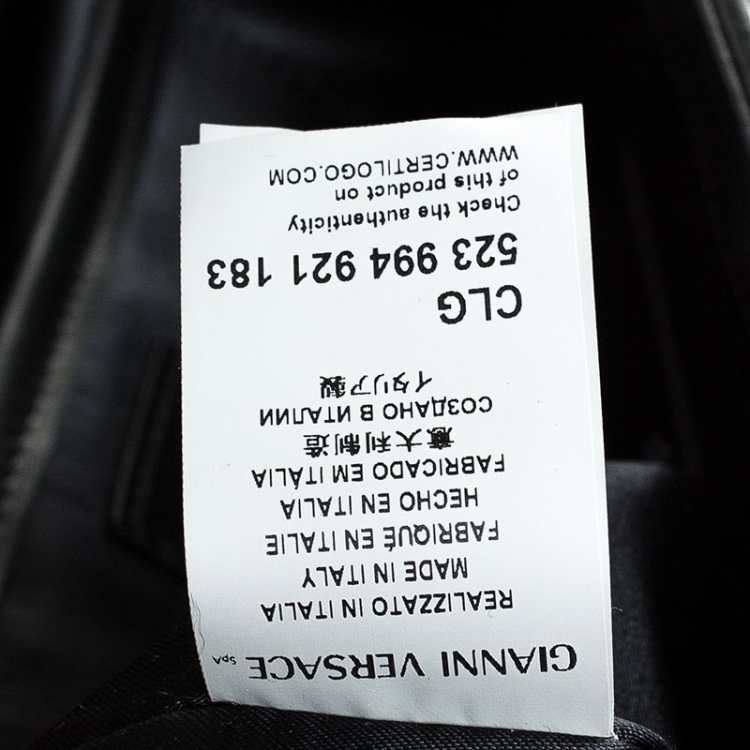 GIANNI VERSACE SpA
REALIZZATO IN ITALIA
MADE IN ITALY
FABRIQUÉ EN ITALIE
HECHO EN ITALIA
FABRICADO EM ITÁLIA
意大利制造
СОЗДАНО В ИТАЛИИ
イタリア製
CLG
523 994 921 183
Check the authenticity
of this product on
WWW.CERTILOGO.COM